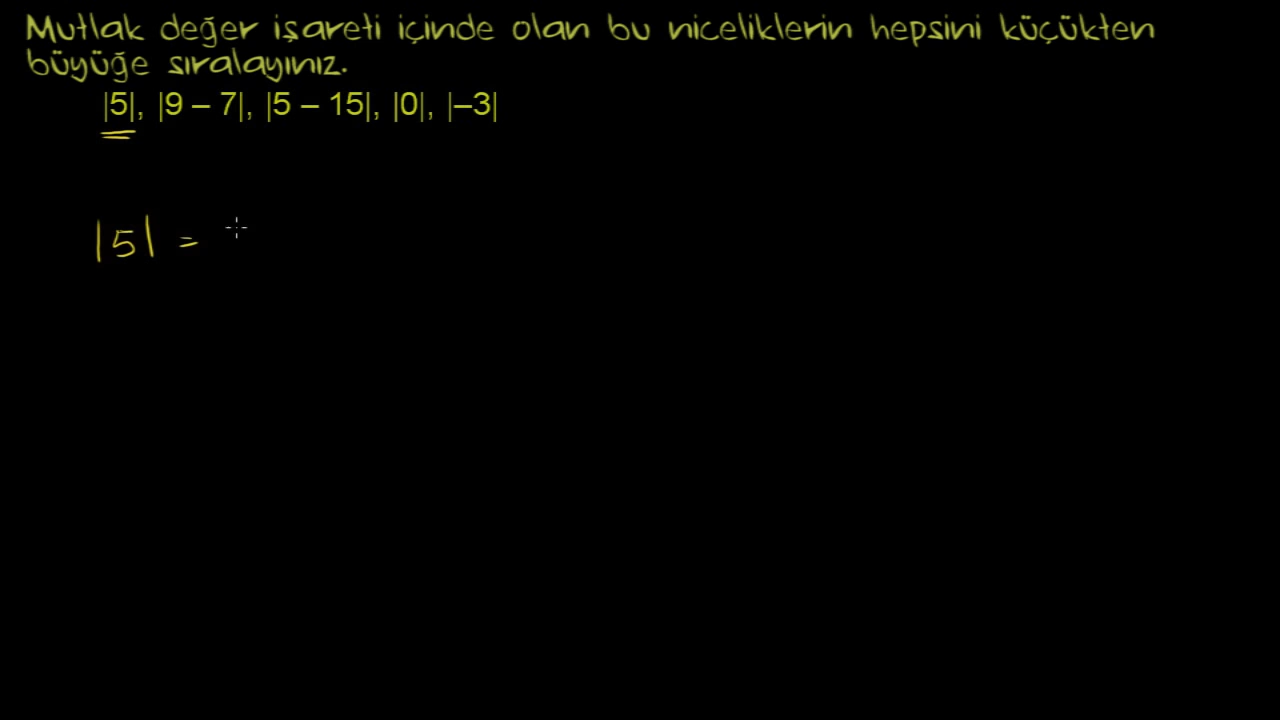 Mutlak değer işareti içinde olan bu niceliklerin hepsini küçükten
büyüğe sıralayınız.
|5|, |9 – 7|, |5 – 15|, |0|, |–3|
|5| =